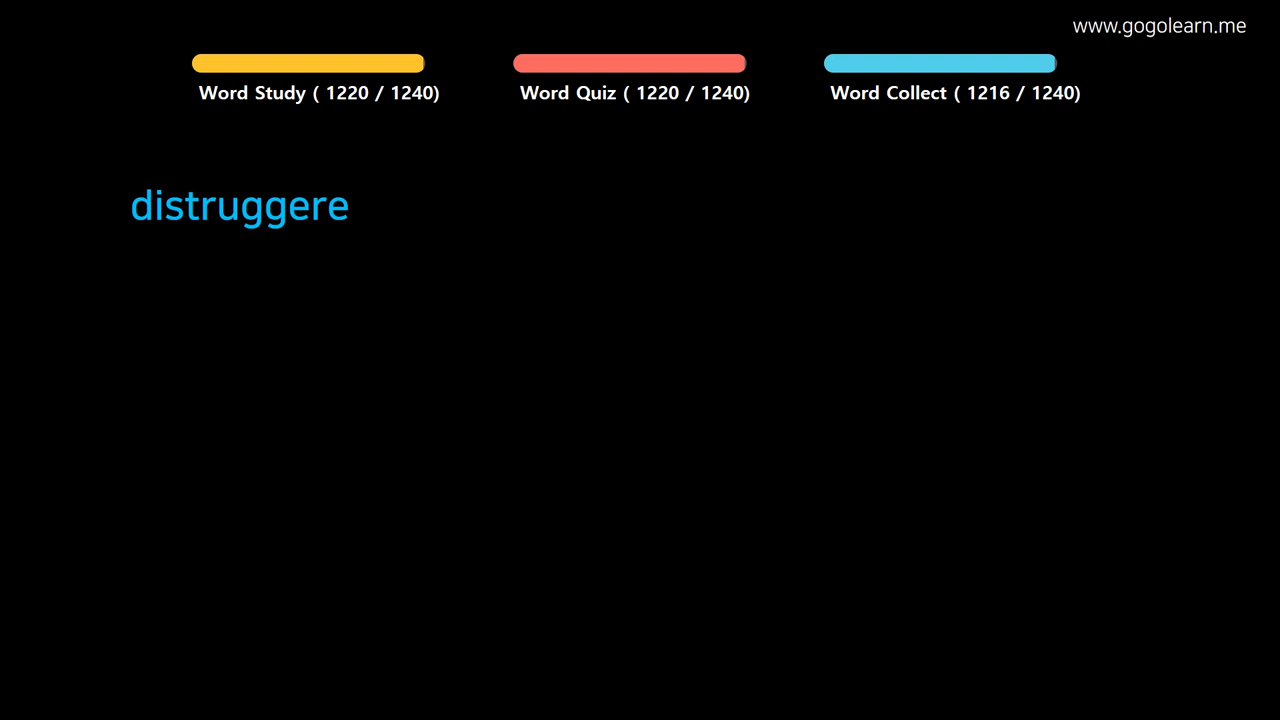 www.gogolearn.me
Word Study ( 1220 / 1240)
Word Quiz ( 1220 / 1240)
Word Collect ( 1216 / 1240)
distruggere